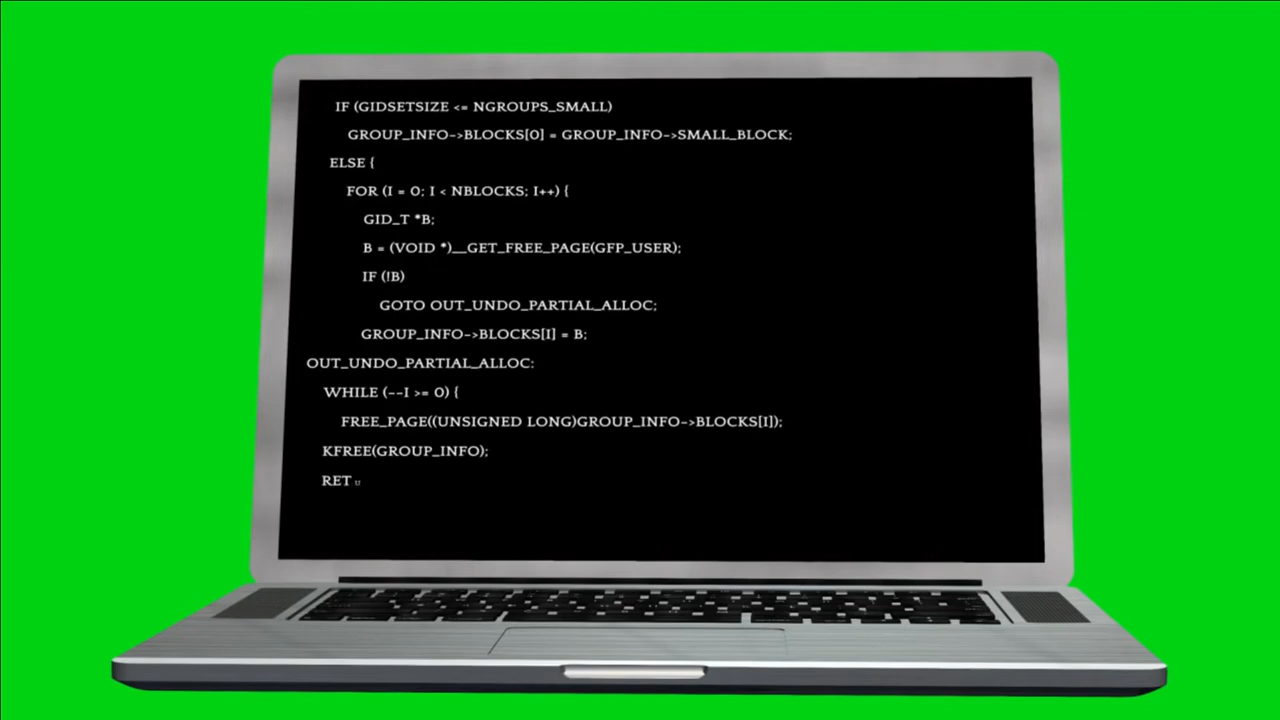 IF (GIDSETSIZE <= NGROUPS_SMALL)
GROUP_INFO->BLOCKS[0] = GROUP_INFO->SMALL_BLOCK;
ELSE {
FOR (I = 0; I < NBLOCKS; I++) {
GID_T *B;
B = (VOID *)__GET_FREE_PAGE(GFP_USER);
IF (!B)
GOTO OUT_UNDO_PARTIAL_ALLOC;
GROUP_INFO->BLOCKS[I] = B;
OUT_UNDO_PARTIAL_ALLOC:
WHILE (--I >= 0) {
FREE_PAGE((UNSIGNED LONG)GROUP_INFO->BLOCKS[I]);
KFREE(GROUP_INFO);
RET U